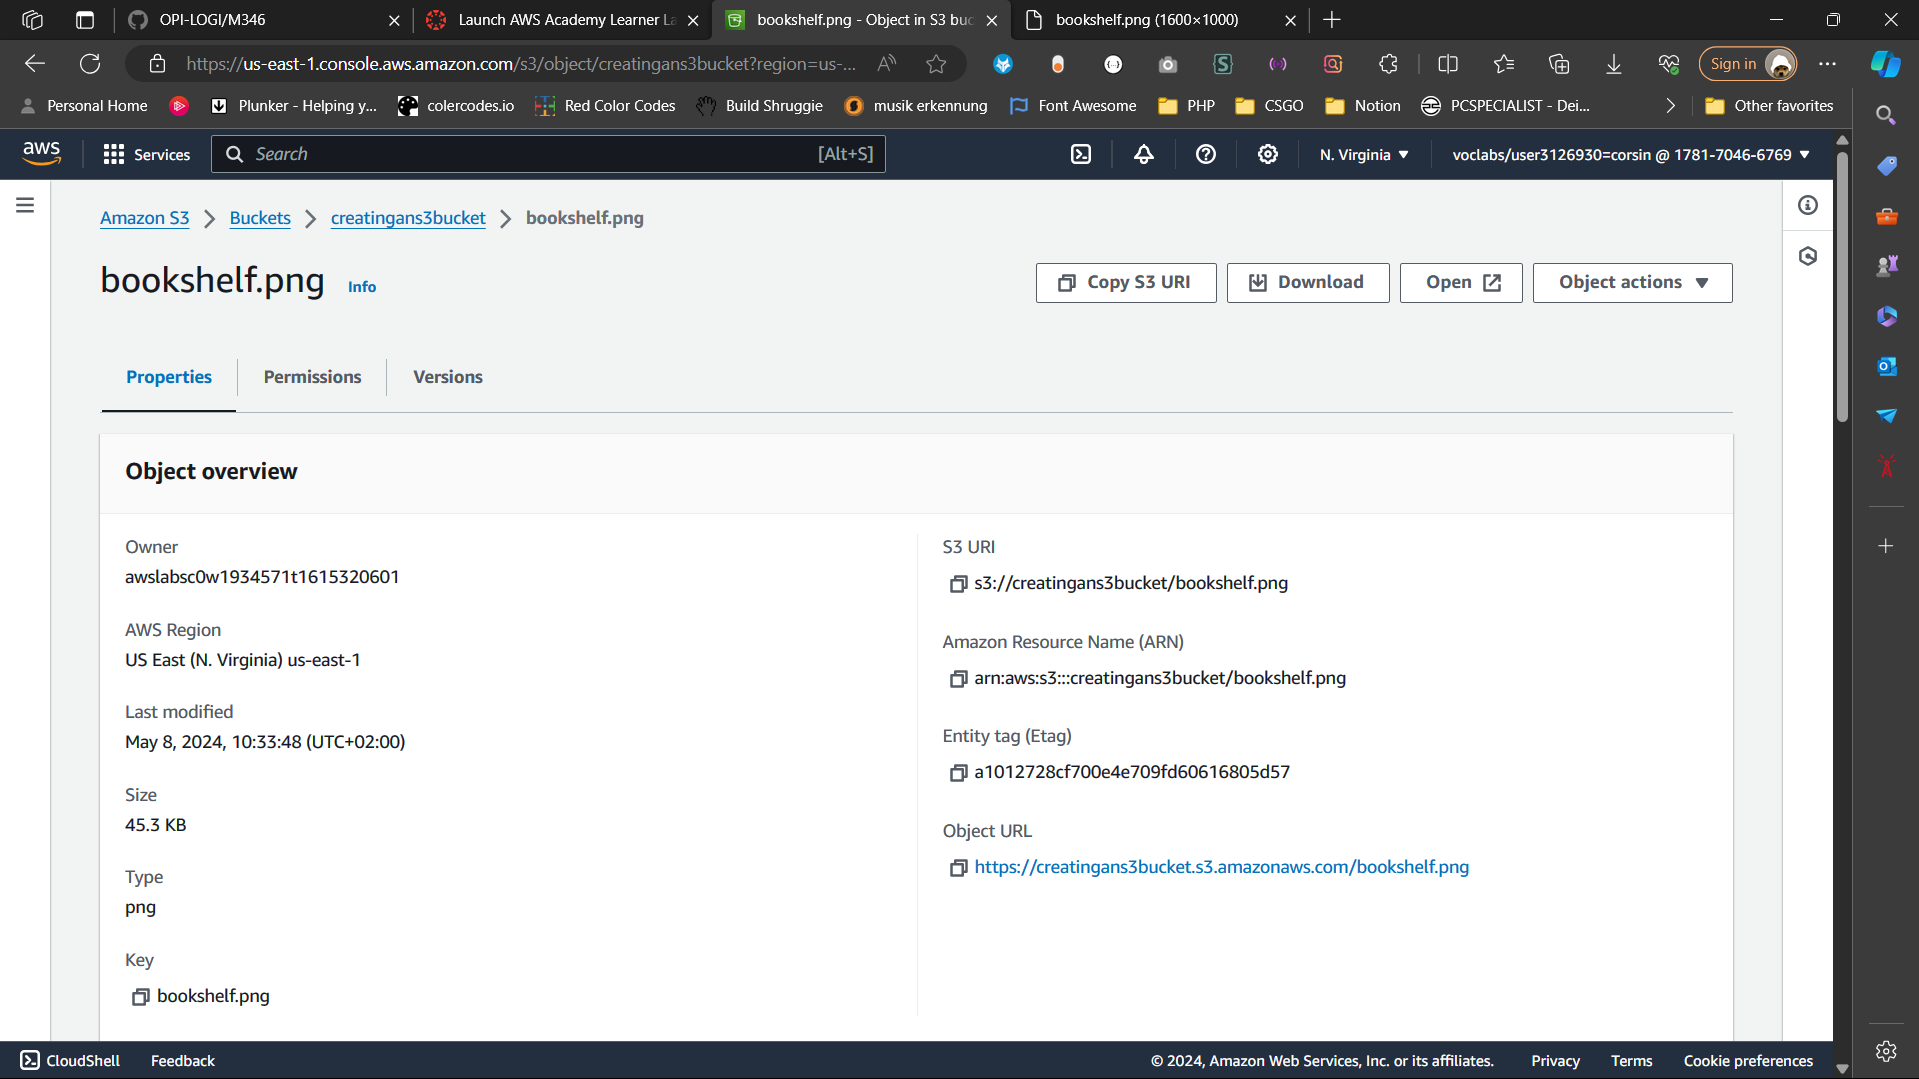 OPI-LOGI/M346
Launch AWS Academy Learner La
bookshelf.png - Object in S3 buc
bookshelf.png (1600×1000)
https://us-east-1.console.aws.amazon.com/s3/object/creatingans3bucket?region=us-...
Sign in
Personal Home
Plunker - Helping y...
colercodes.io
Red Color Codes
Build Shruggie
musik erkennung
Font Awesome
PHP
CSGO
Notion
PCSPECIALIST - Dei...
Other favorites
aws
Services
Search
[Alt+S]
N. Virginia
voclabs/user3126930=corsin @ 1781-7046-6769
Amazon S3
Buckets
creatingans3bucket
bookshelf.png
bookshelf.png
Info
Copy S3 URI
Download
Open
Object actions
Properties
Permissions
Versions
Object overview
Owner
awslabsc0w1934571t1615320601
AWS Region
US East (N. Virginia) us-east-1
Last modified
May 8, 2024, 10:33:48 (UTC+02:00)
Size
45.3 KB
Type
png
Key
bookshelf.png
S3 URI
s3://creatingans3bucket/bookshelf.png
Amazon Resource Name (ARN)
arn:aws:s3:::creatingans3bucket/bookshelf.png
Entity tag (Etag)
a1012728cf700e4e709fd60616805d57
Object URL
https://creatingans3bucket.s3.amazonaws.com/bookshelf.png
CloudShell
Feedback
© 2024, Amazon Web Services, Inc. or its affiliates.
Privacy
Terms
Cookie preferences